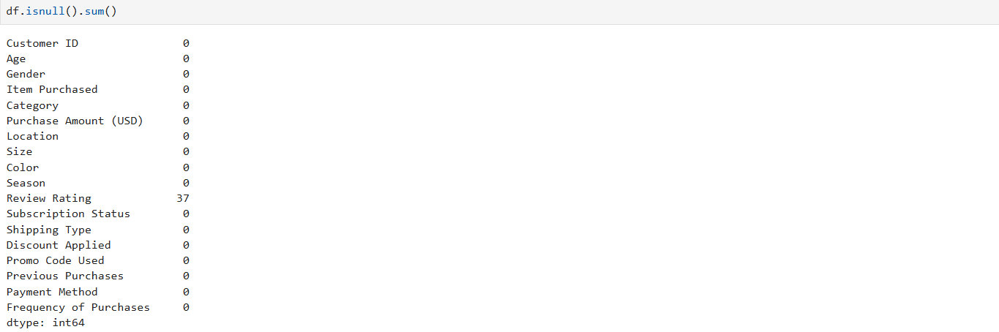 df.isnull().sum()
Customer ID 0
Age 0
Gender 0
Item Purchased 0
Category 0
Purchase Amount (USD) 0
Location 0
Size 0
Color 0
Season 0
Review Rating 37
Subscription Status 0
Shipping Type 0
Discount Applied 0
Promo Code Used 0
Previous Purchases 0
Payment Method 0
Frequency of Purchases 0
dtype: int64